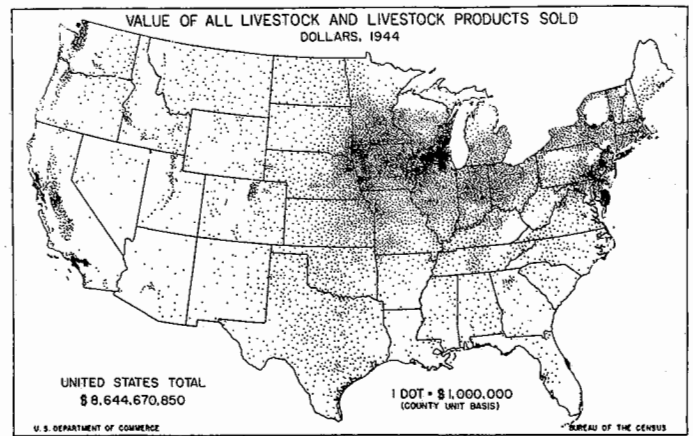 VALUE OF ALL LIVESTOCK AND LIVESTOCK PRODUCTS SOLD
DOLLARS, 1944
UNITED STATES TOTAL
$8,644,670,850
1 DOT = $1,000,000
(COUNTY UNIT BASIS)
U. S. DEPARTMENT OF COMMERCE
BUREAU OF THE CENSUS